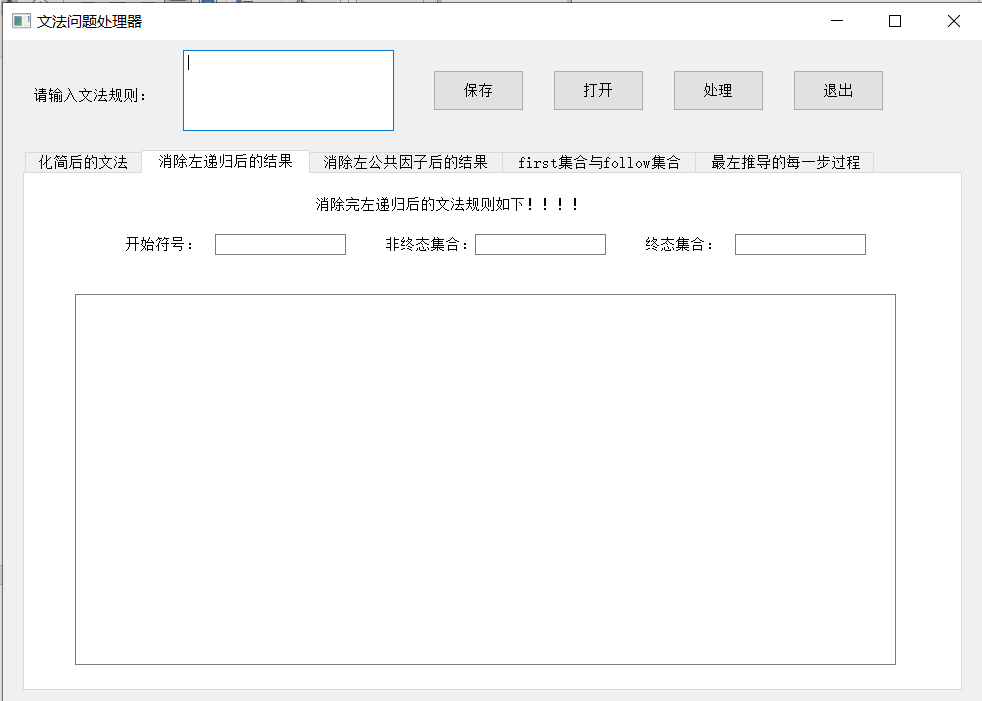 文法问题处理器
请输入文法规则：
保存
打开
处理
退出
化简后的文法
消除左递归后的结果
消除左公共因子后的结果
first集合与follow集合
最左推导的每一步过程
消除完左递归后的文法规则如下！！！！
开始符号：
非终态集合：
终态集合：